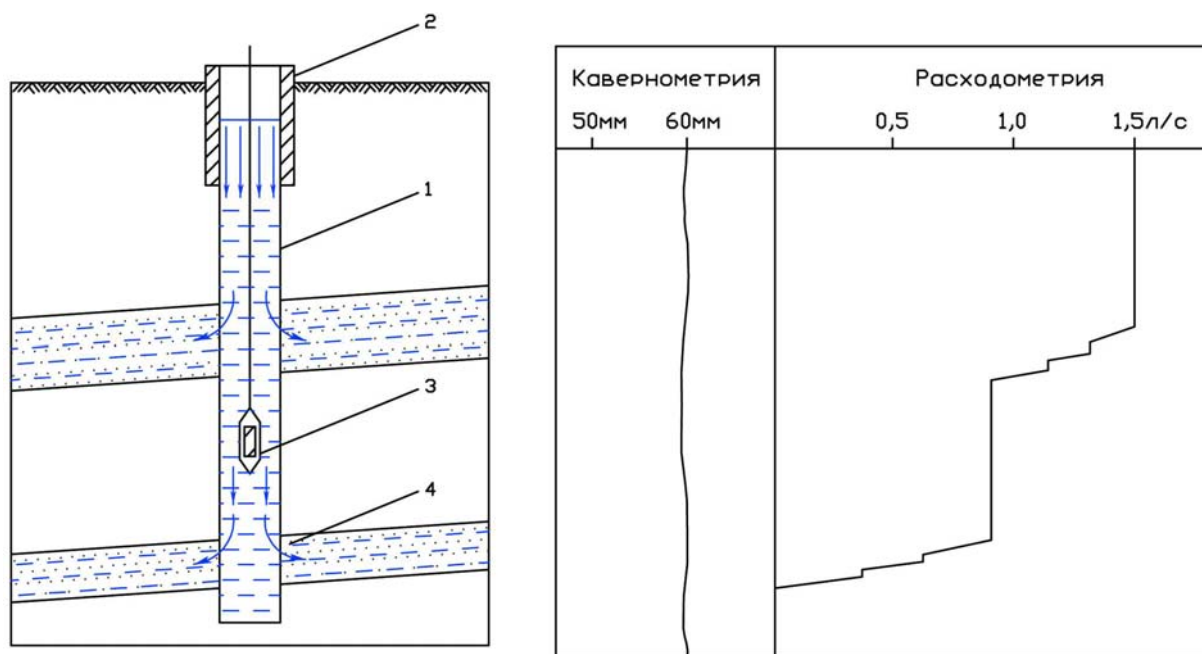 2
1
3
4
Кавернометрия
50мм 60мм
Расходометрия
0,5 1,0 1,5л/с